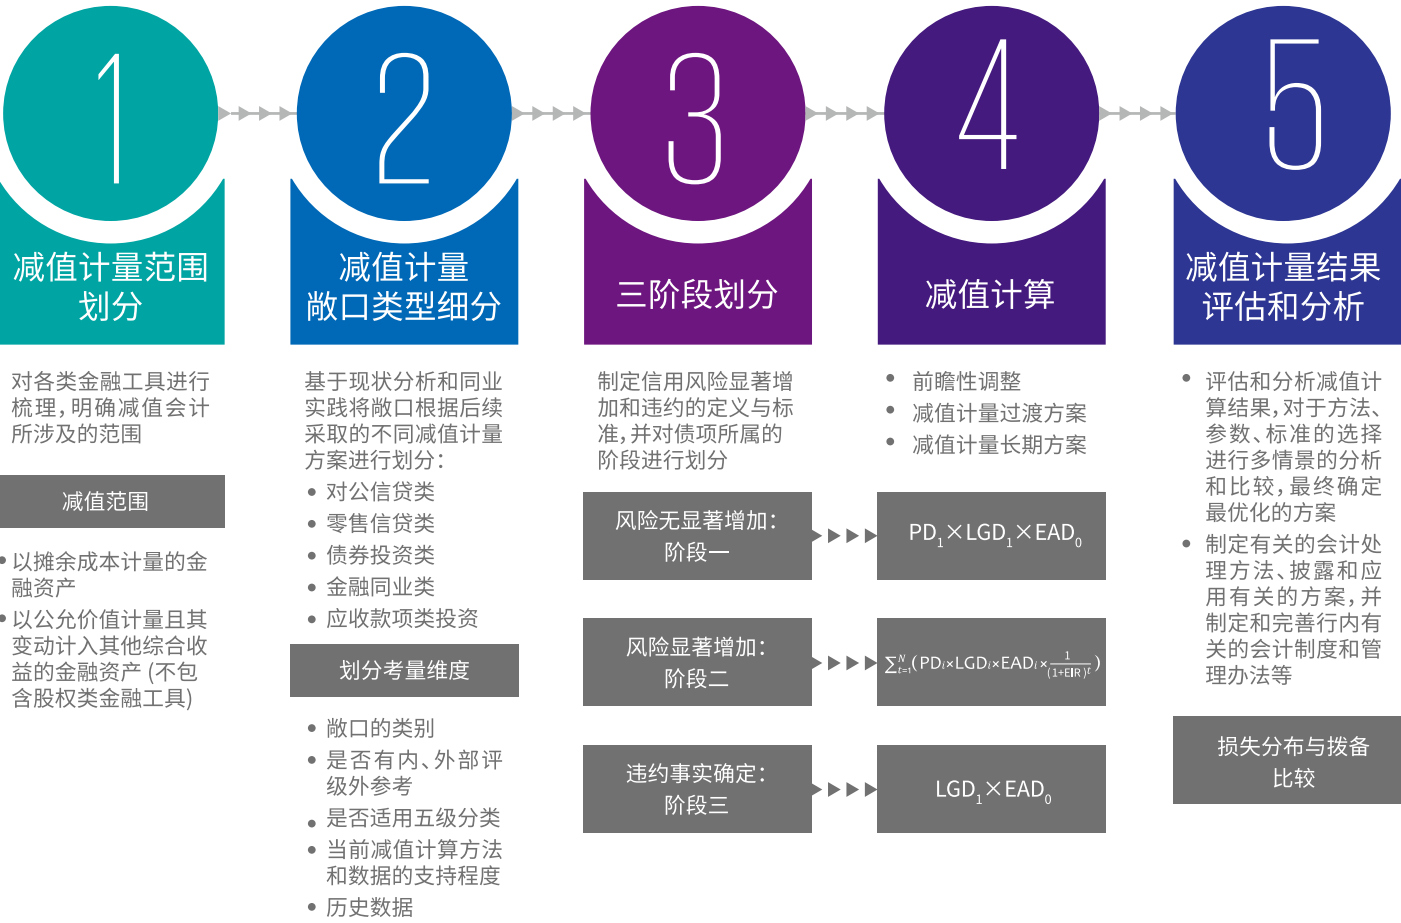 1
减值计量范围
划分
对各类金融工具进行
梳理，明确减值会计
所涉及的范围
减值范围
• 以摊余成本计量的金
融资产
• 以公允价值计量且其
变动计入其他综合收
益的金融资产 (不包
含股权类金融工具)
2
减值计量
敞口类型细分
基于现状分析和同业
实践将敞口根据后续
采取的不同减值计量
方案进行划分：
• 对公信贷类
• 零售信贷类
• 债券投资类
• 金融同业类
• 应收款项类投资
划分考量维度
• 敞口的类别
• 是否有内、外部评
级外参考
• 是否适用五级分类
• 当前减值计算方法
和数据的支持程度
• 历史数据
3
三阶段划分
制定信用风险显著增
加和违约的定义与标
准，并对债项所属的
阶段进行划分
风险无显著增加：
阶段一
风险显著增加：
阶段二
违约事实确定：
阶段三
4
减值计算
• 前瞻性调整
• 减值计量过渡方案
• 减值计量长期方案
PD₁×LGD₁×EAD₀
∑ᴺₜ₌₁(PDᵢ×LGDᵢ×EADᵢ×1/(1+EIR)ᵗ)
LGD₁×EAD₀
5
减值计量结果
评估和分析
• 评估和分析减值计
算结果，对于方法、
参数、标准的选择
进行多情景的分析
和比较，最终确定
最优化的方案
• 制定有关的会计处
理方法、披露和应
用有关的方案，并
制定和完善行内有
关的会计制度和管
理办法等
损失分布与拨备
比较